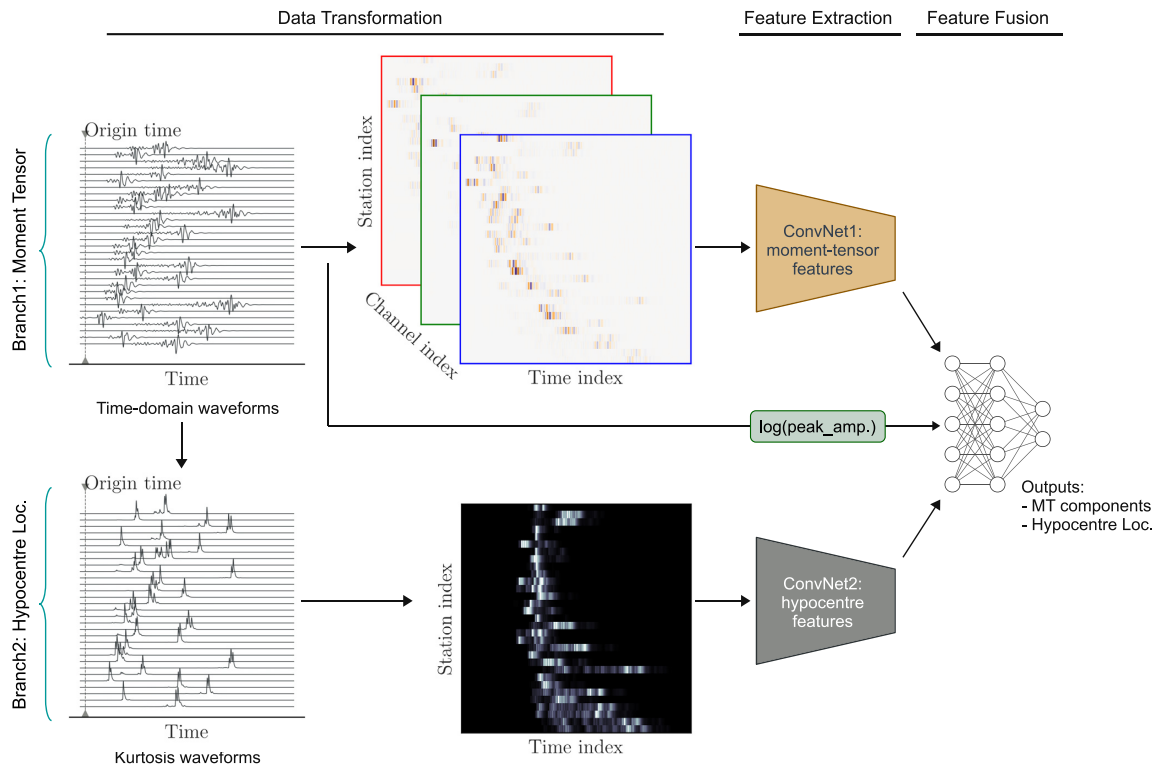 Data Transformation
Feature Extraction
Feature Fusion
Branch1: Moment Tensor
Origin time
Time
Time-domain waveforms
Station index
Channel index
Time index
ConvNet1:
moment-tensor
features
log(peak_amp.)
Outputs:
- MT components
- Hypocentre Loc.
Branch2: Hypocentre Loc.
Origin time
Time
Kurtosis waveforms
Station index
Time index
ConvNet2:
hypocentre
features